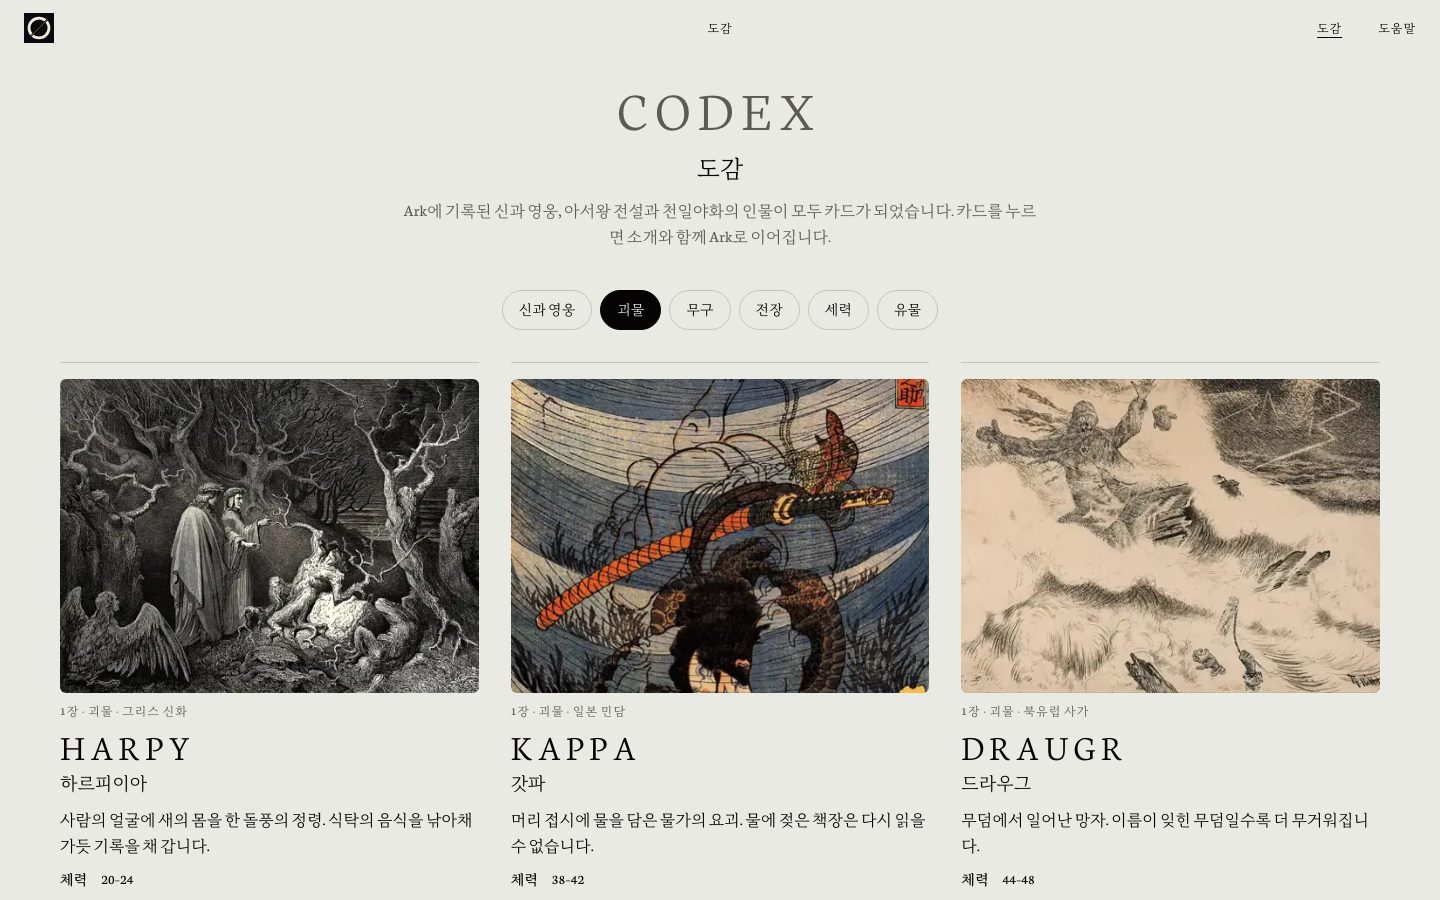 도감
도감
도움말
CODEX
도감
Ark에 기록된 신과 영웅, 아서왕 전설과 천일야화의 인물이 모두 카드가 되었습니다. 카드를 누르
면 소개와 함께 Ark로 이어집니다.
신과 영웅
괴물
무구
전장
세력
유물
助
1장 · 괴물 · 그리스 신화
HARPY
하르피이아
사람의 얼굴에 새의 몸을 한 돌풍의 정령. 식탁의 음식을 낚아채
가듯 기록을 채 갑니다.
체력 20–24
1장 · 괴물 · 일본 민담
KAPPA
갓파
머리 접시에 물을 담은 물가의 요괴. 물에 젖은 책장은 다시 읽을
수 없습니다.
체력 38–42
1장 · 괴물 · 북유럽 사가
DRAUGR
드라우그
무덤에서 일어난 망자. 이름이 잊힌 무덤일수록 더 무거워집니
다.
체력 44–48